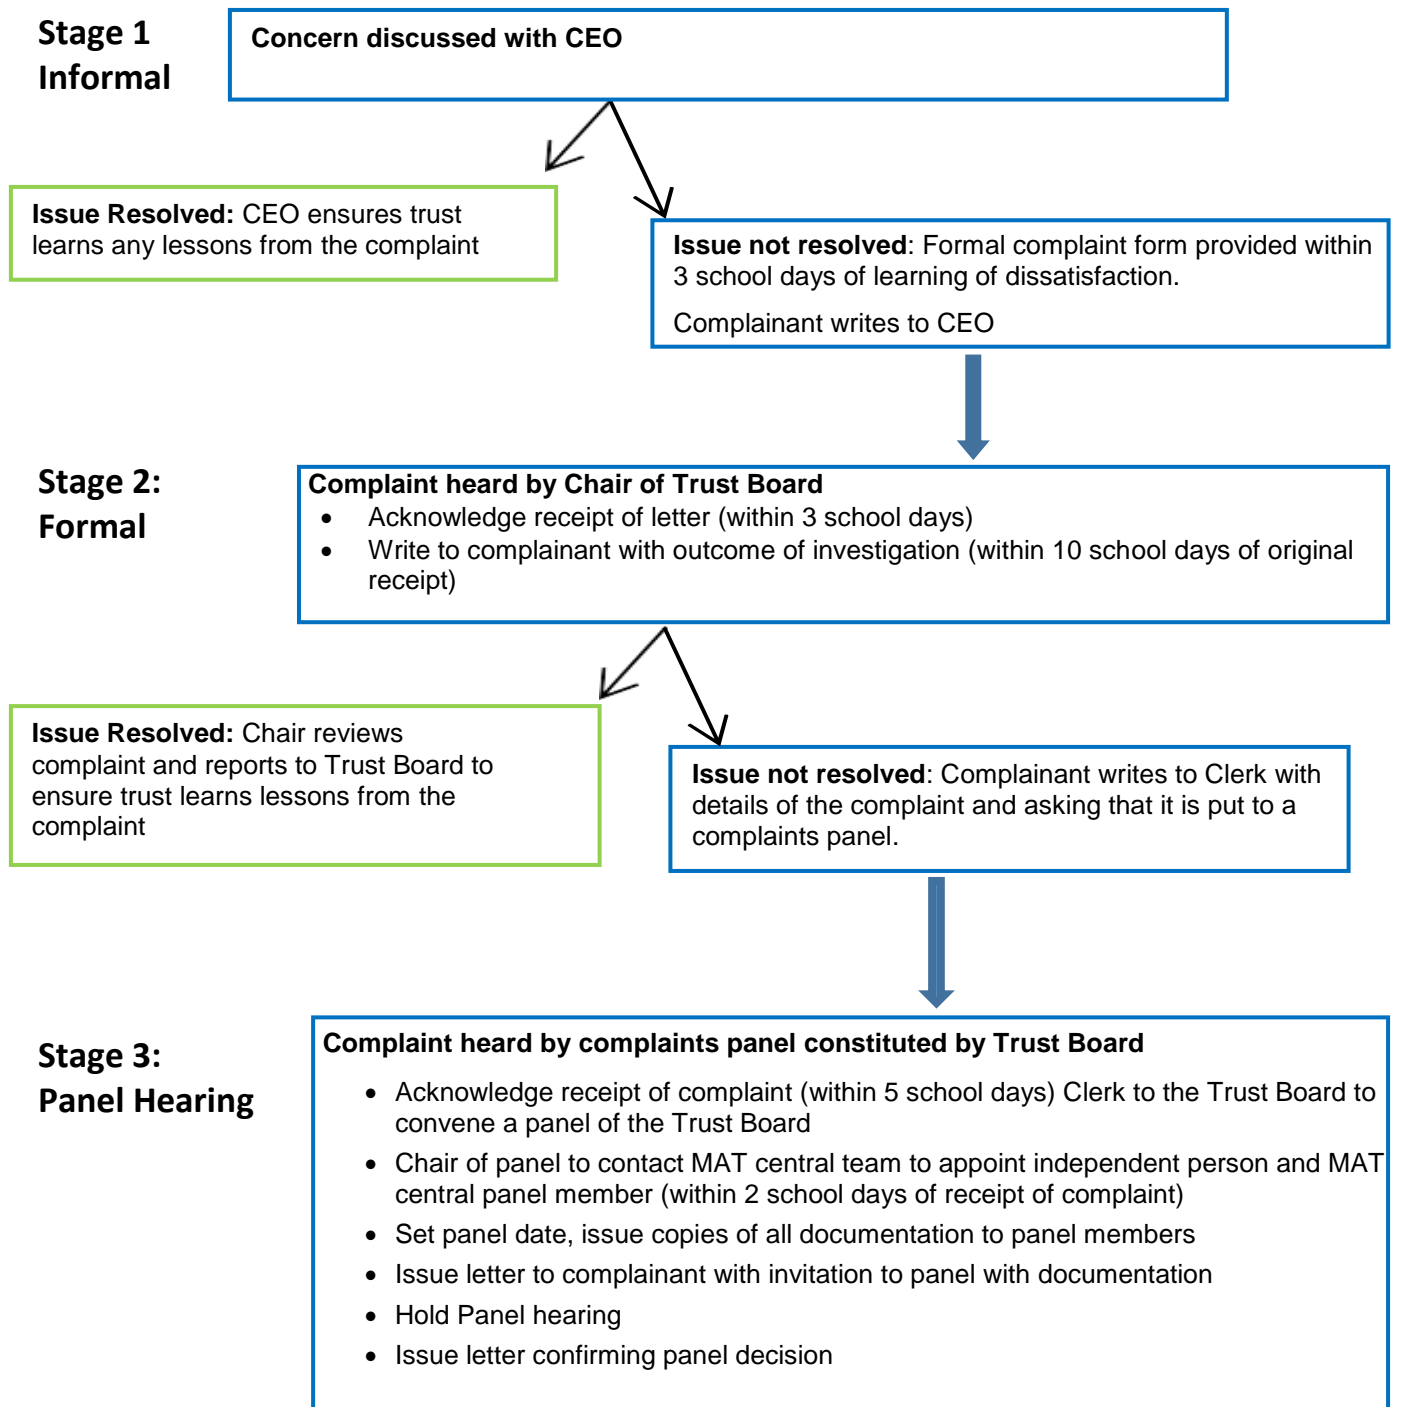 Stage 1
Informal
Concern discussed with CEO
Issue Resolved: CEO ensures trust
learns any lessons from the complaint
Issue not resolved: Formal complaint form provided within
3 school days of learning of dissatisfaction.
Complainant writes to CEO
Stage 2:
Formal
Complaint heard by Chair of Trust Board
• Acknowledge receipt of letter (within 3 school days)
• Write to complainant with outcome of investigation (within 10 school days of original
receipt)
Issue Resolved: Chair reviews
complaint and reports to Trust Board to
ensure trust learns lessons from the
complaint
Issue not resolved: Complainant writes to Clerk with
details of the complaint and asking that it is put to a
complaints panel.
Stage 3:
Panel Hearing
Complaint heard by complaints panel constituted by Trust Board
• Acknowledge receipt of complaint (within 5 school days) Clerk to the Trust Board to
convene a panel of the Trust Board
• Chair of panel to contact MAT central team to appoint independent person and MAT
central panel member (within 2 school days of receipt of complaint)
• Set panel date, issue copies of all documentation to panel members
• Issue letter to complainant with invitation to panel with documentation
• Hold Panel hearing
• Issue letter confirming panel decision